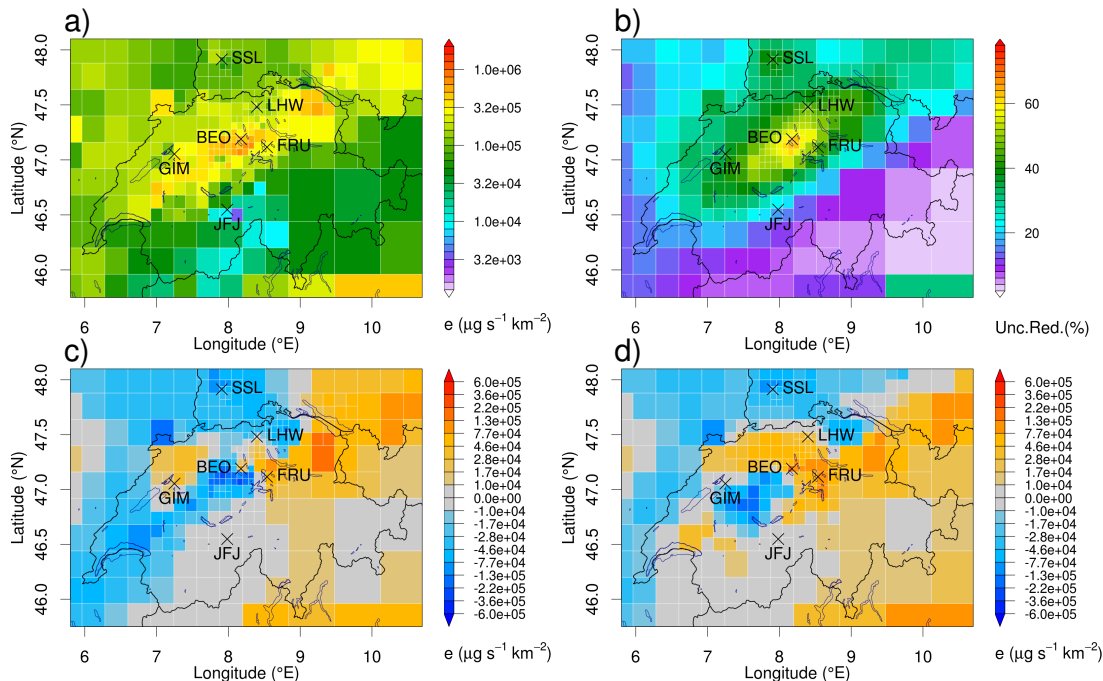 a)
48.0
47.5
47.0
46.5
46.0
Latitude (°N)
6
7
8
9
10
Longitude (°E)
SSL
LHW
BEO
FRU
GIM
JFJ
1.0e+06
3.2e+05
1.0e+05
3.2e+04
1.0e+04
3.2e+03
e (µg s−1 km−2)
b)
48.0
47.5
47.0
46.5
46.0
Latitude (°N)
6
7
8
9
10
Longitude (°E)
SSL
LHW
BEO
FRU
GIM
JFJ
60
40
20
Unc.Red.(%)
c)
48.0
47.5
47.0
46.5
46.0
Latitude (°N)
6
7
8
9
10
Longitude (°E)
SSL
LHW
BEO
FRU
GIM
JFJ
6.0e+05
3.6e+05
2.2e+05
1.3e+05
7.7e+04
4.6e+04
2.8e+04
1.7e+04
1.0e+04
0.0e+00
-1.0e+04
-1.7e+04
-2.8e+04
-4.6e+04
-7.7e+04
-1.3e+05
-2.2e+05
-3.6e+05
-6.0e+05
e (µg s−1 km−2)
d)
48.0
47.5
47.0
46.5
46.0
Latitude (°N)
6
7
8
9
10
Longitude (°E)
SSL
LHW
BEO
FRU
GIM
JFJ
6.0e+05
3.6e+05
2.2e+05
1.3e+05
7.7e+04
4.6e+04
2.8e+04
1.7e+04
1.0e+04
0.0e+00
-1.0e+04
-1.7e+04
-2.8e+04
-4.6e+04
-7.7e+04
-1.3e+05
-2.2e+05
-3.6e+05
-6.0e+05
e (µg s−1 km−2)